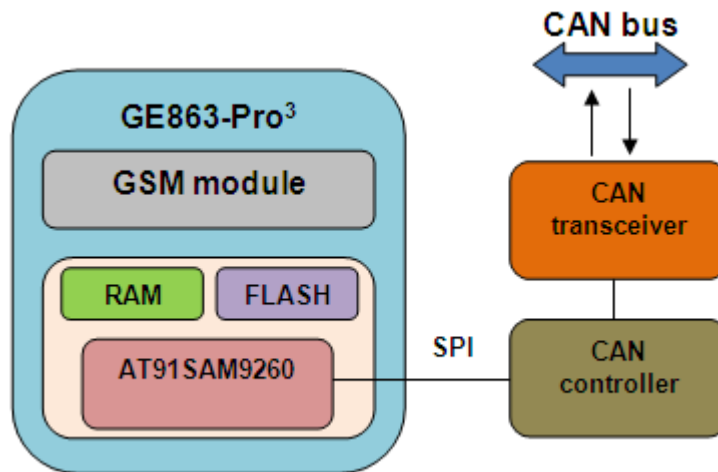 CAN bus
GE863-Pro³
GSM module
RAM
FLASH
AT91SAM9260
SPI
CAN
transceiver
CAN
controller